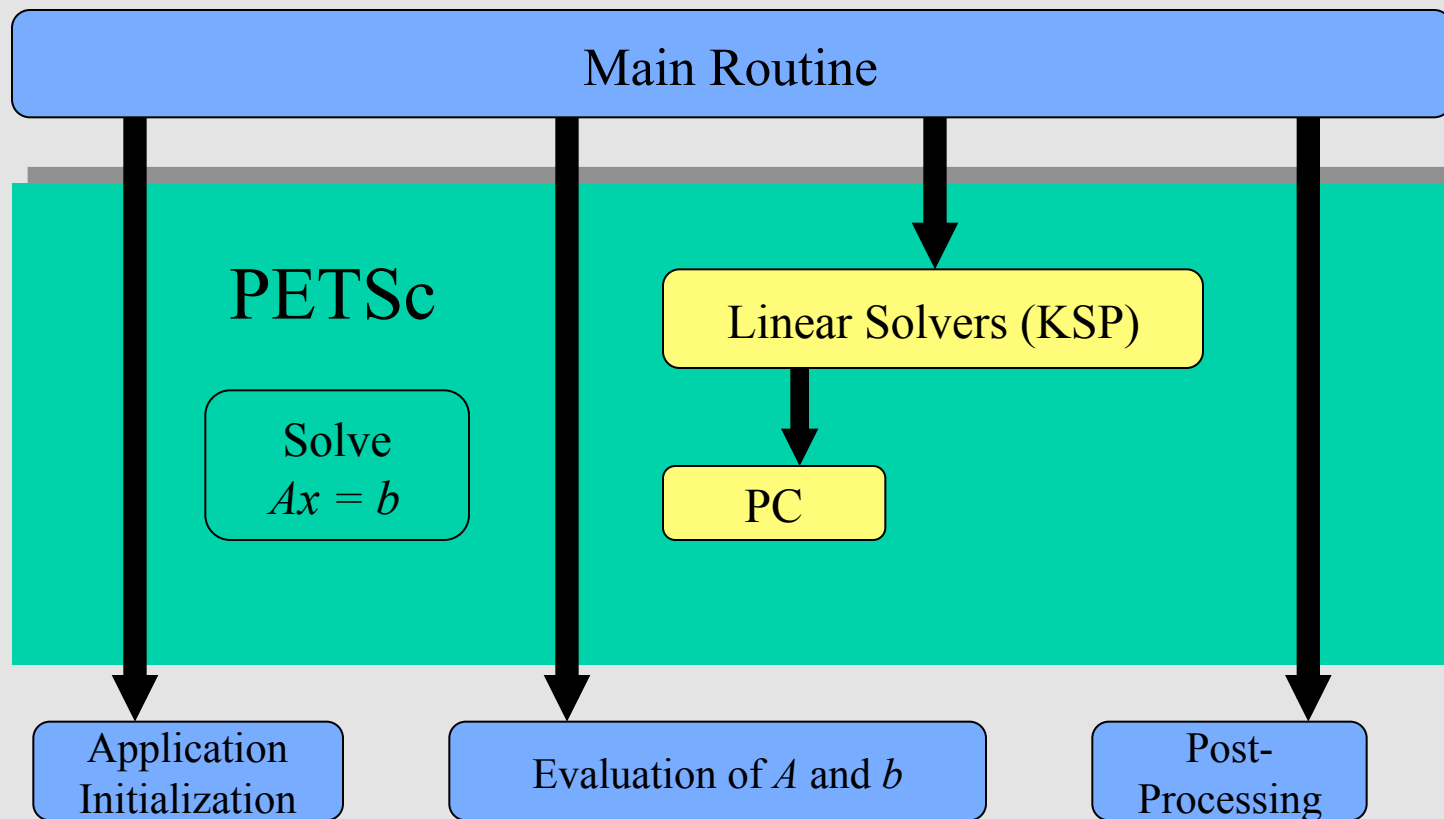 Main Routine
PETSc
Linear Solvers (KSP)
Solve
Ax = b
PC
Application
Initialization
Evaluation of A and b
Post-
Processing